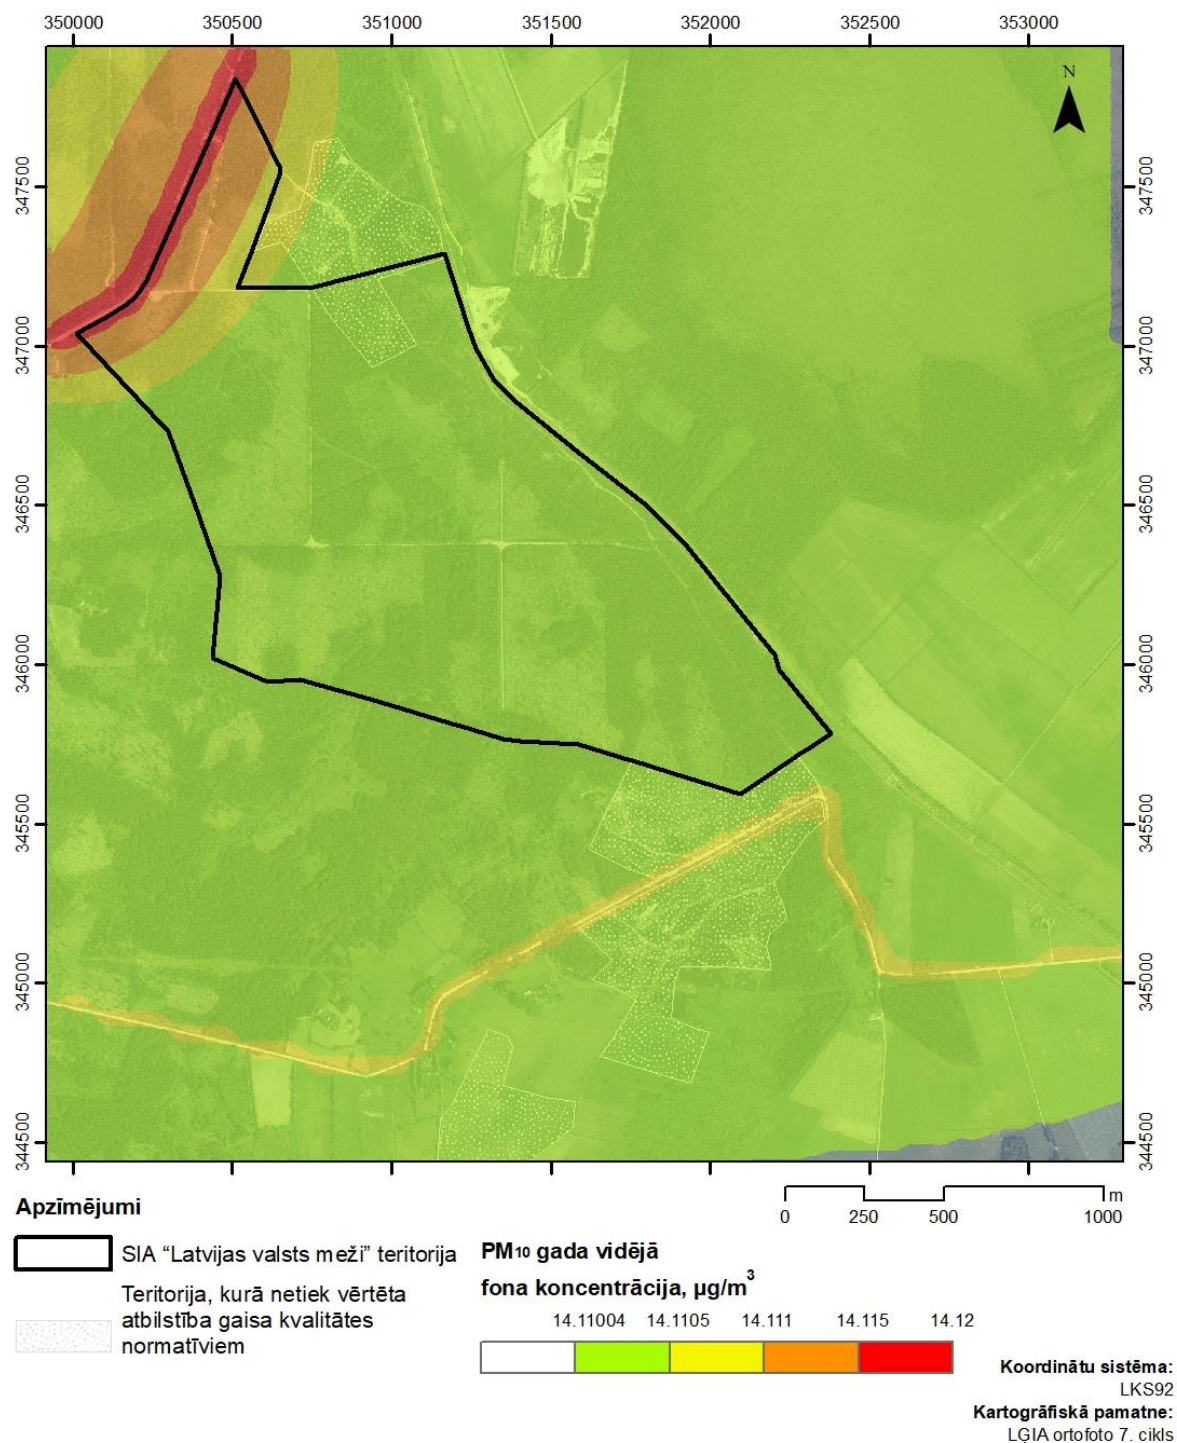 350000 350500 351000 351500 352000 352500 353000
N
347500 347500
347000 347000
346500 346500
346000 346000
345500 345500
345000 345000
344500 344500
Apzīmējumi
SIA “Latvijas valsts meži” teritorija
Teritorija, kurā netiek vērtēta
atbilstība gaisa kvalitātes
normatīviem
m
0 250 500 1000
PM10 gada vidējā
fona koncentrācija, µg/m³
14.11004 14.1105 14.111 14.115 14.12
Koordinātu sistēma:
LKS92
Kartogrāfiskā pamatne:
LĢIA ortofoto 7. cikls